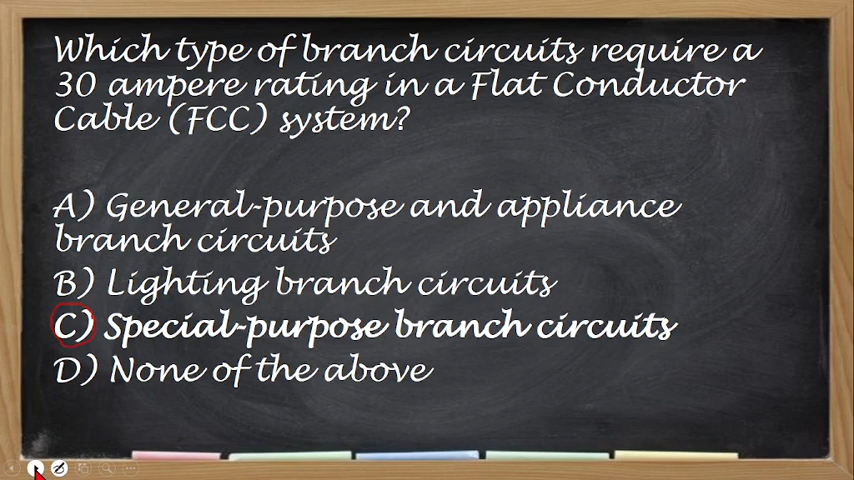 Which type of branch circuits require a
30 ampere rating in a Flat Conductor
Cable (FCC) system?
A) General-purpose and appliance
branch circuits
B) Lighting branch circuits
C) Special-purpose branch circuits
D) None of the above